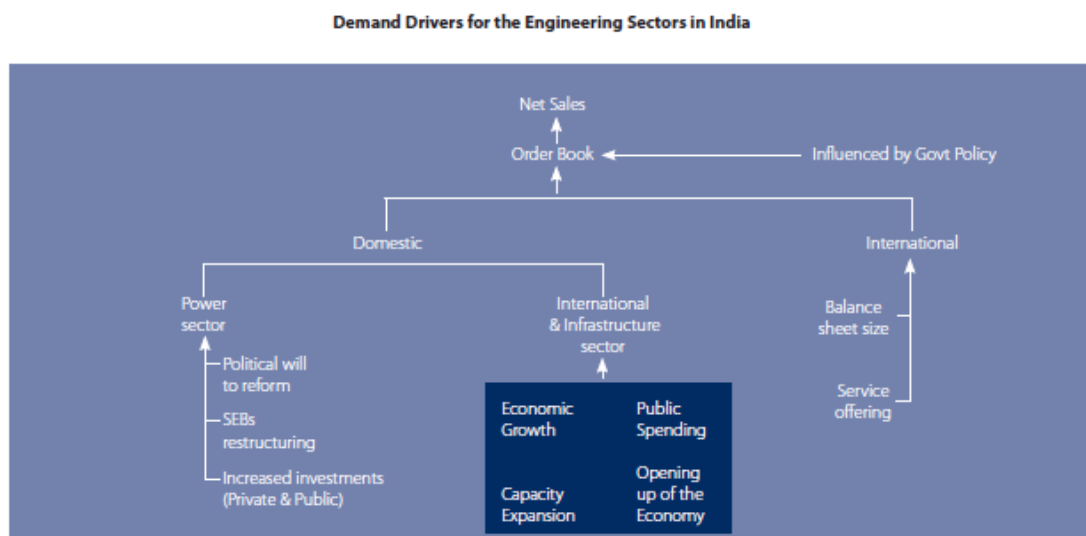 Demand Drivers for the Engineering Sectors in India
Net Sales
Order Book
Influenced by Govt Policy
Domestic
International
Power
sector
International
& Infrastructure
sector
Balance
sheet size
Political will
to reform
Service
offering
SEBs
restructuring
Increased investments
(Private & Public)
Economic
Growth
Public
Spending
Capacity
Expansion
Opening
up of the
Economy